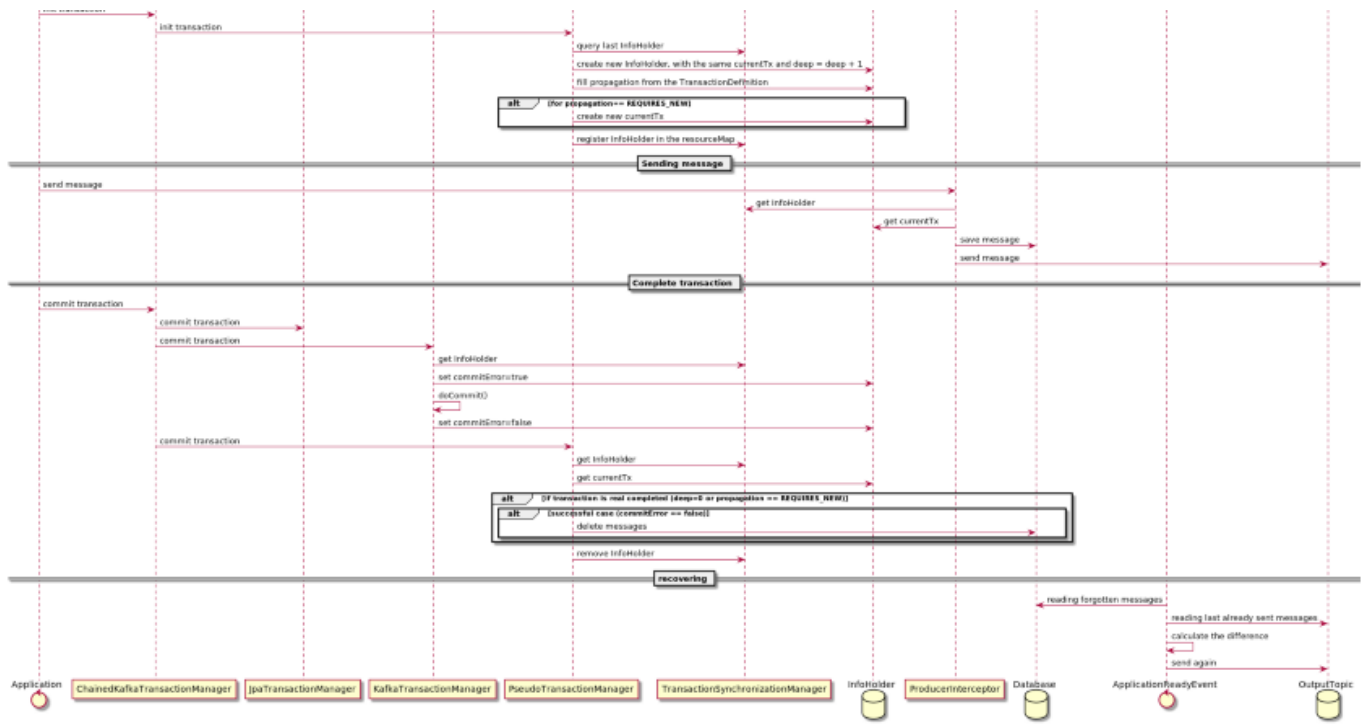 init transaction
init transaction
query last InfoHolder
create new InfoHolder, with the same currentTx and deep = deep + 1
fill propagation from the TransactionDefinition
alt [for propagation== REQUIRES_NEW]
create new currentTx
register InfoHolder in the resourceMap
Sending message
send message
get InfoHolder
get currentTx
save message
send message
Complete transaction
commit transaction
commit transaction
commit transaction
get InfoHolder
set commitError=true
doCommit()
set commitError=false
commit transaction
get InfoHolder
get currentTx
alt [if transaction is real completed (deep=0 or propagation == REQUIRES_NEW)]
alt [successful case (commitError == false)]
delete messages
remove InfoHolder
recovering
reading forgotten messages
reading last already sent messages
calculate the difference
send again
Application ChainedKafkaTransactionManager JpaTransactionManager KafkaTransactionManager PseudoTransactionManager TransactionSynchronizationManager InfoHolder ProducerInterceptor Database ApplicationReadyEvent OutputTopic